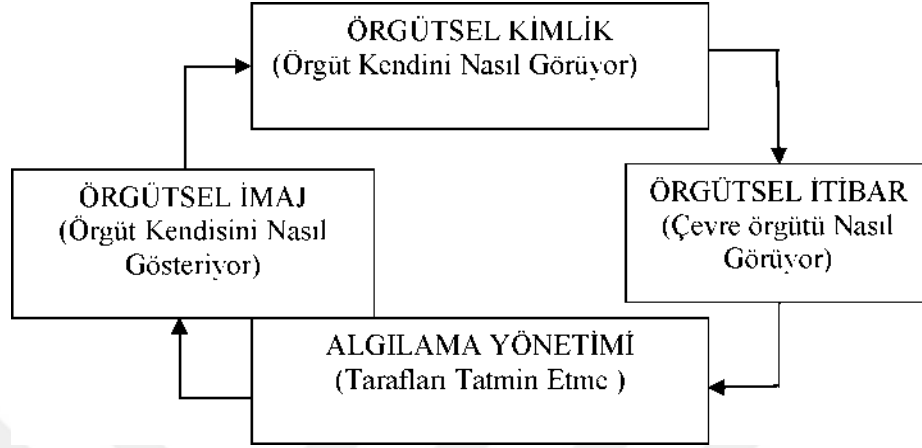 ÖRGÜTSEL KİMLİK
(Örgüt Kendini Nasıl Görüyor)
ÖRGÜTSEL İMAJ
(Örgüt Kendisini Nasıl
Gösteriyor)
ÖRGÜTSEL İTİBAR
(Çevre örgütü Nasıl
Görüyor)
ALGILAMA YÖNETİMİ
(Tarafları Tatmin Etme )